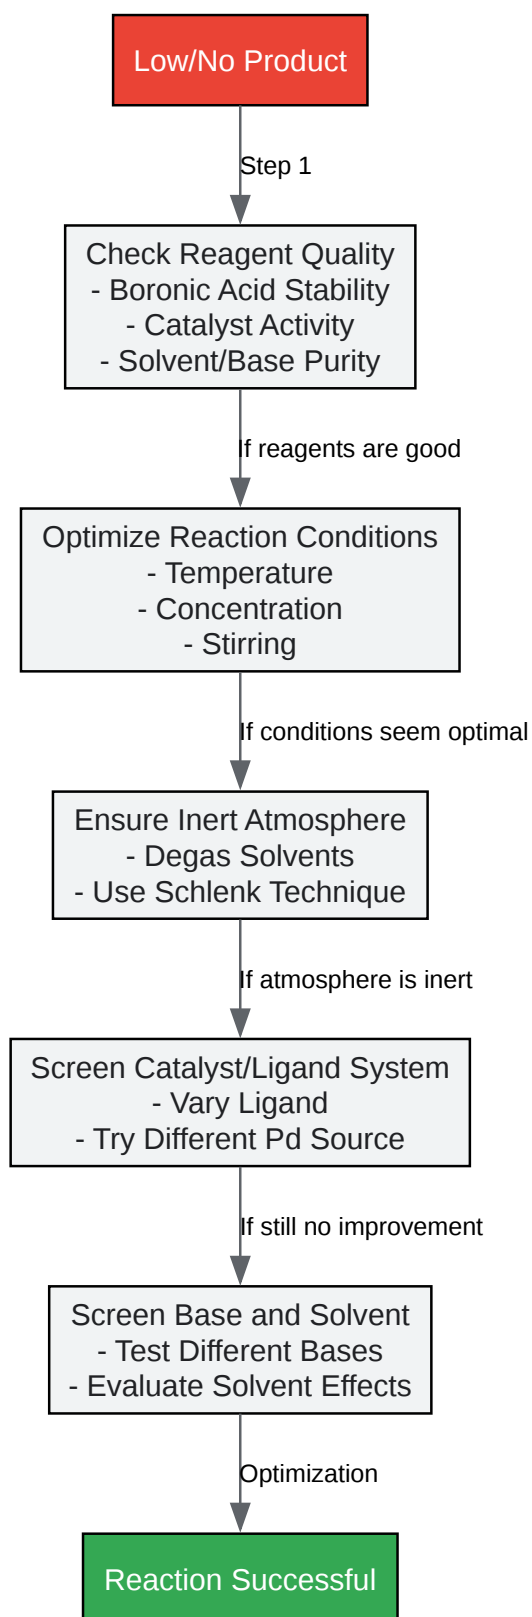 Low/No Product
Step 1
Check Reagent Quality
- Boronic Acid Stability
- Catalyst Activity
- Solvent/Base Purity
If reagents are good
Optimize Reaction Conditions
- Temperature
- Concentration
- Stirring
If conditions seem optimal
Ensure Inert Atmosphere
- Degas Solvents
- Use Schlenk Technique
If atmosphere is inert
Screen Catalyst/Ligand System
- Vary Ligand
- Try Different Pd Source
If still no improvement
Screen Base and Solvent
- Test Different Bases
- Evaluate Solvent Effects
Optimization
Reaction Successful